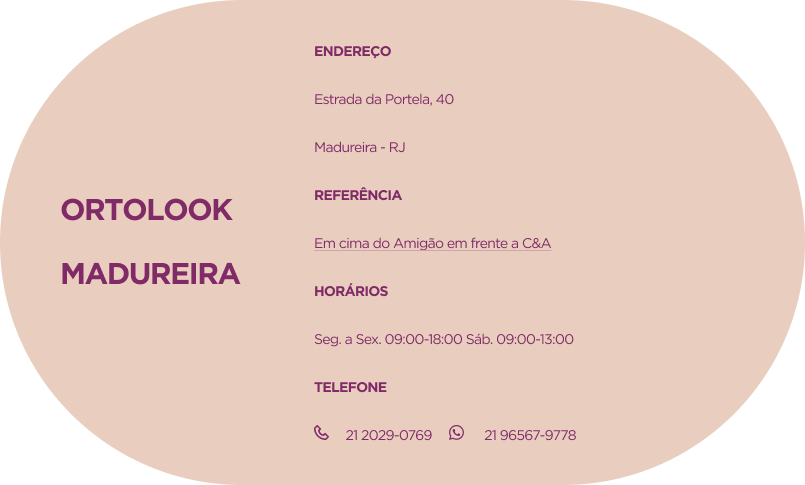 ORTOLOOK
MADUREIRA
ENDEREÇO
Estrada da Portela, 40
Madureira - RJ
REFERÊNCIA
Em cima do Amigão em frente a C&A
HORÁRIOS
Seg. a Sex. 09:00-18:00 Sáb. 09:00-13:00
TELEFONE
21 2029-0769 21 96567-9778